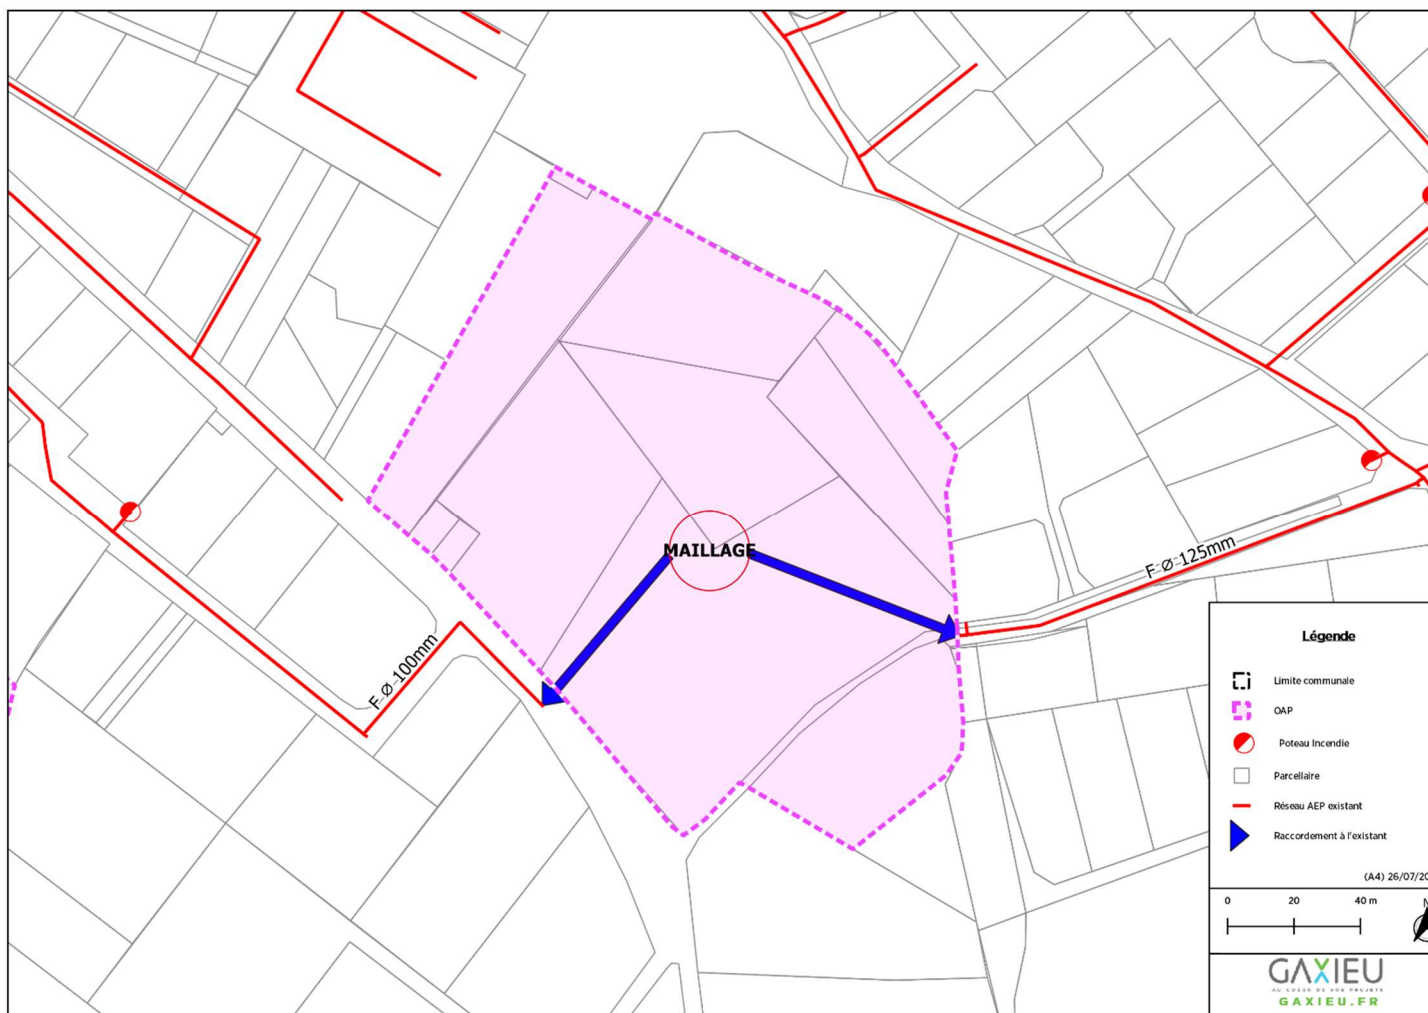 MAILLAGE
F Ø 125mm
F Ø 100mm
Légende
Limite communale
OAP
Poteau Incendie
Parcellaire
Réseau AEP existant
Raccordement à l'existant
(A4) 26/07/20
0 20 40 m
N
GAXIEU
AU COEUR DE VOS PROJETS
GAXIEU.FR